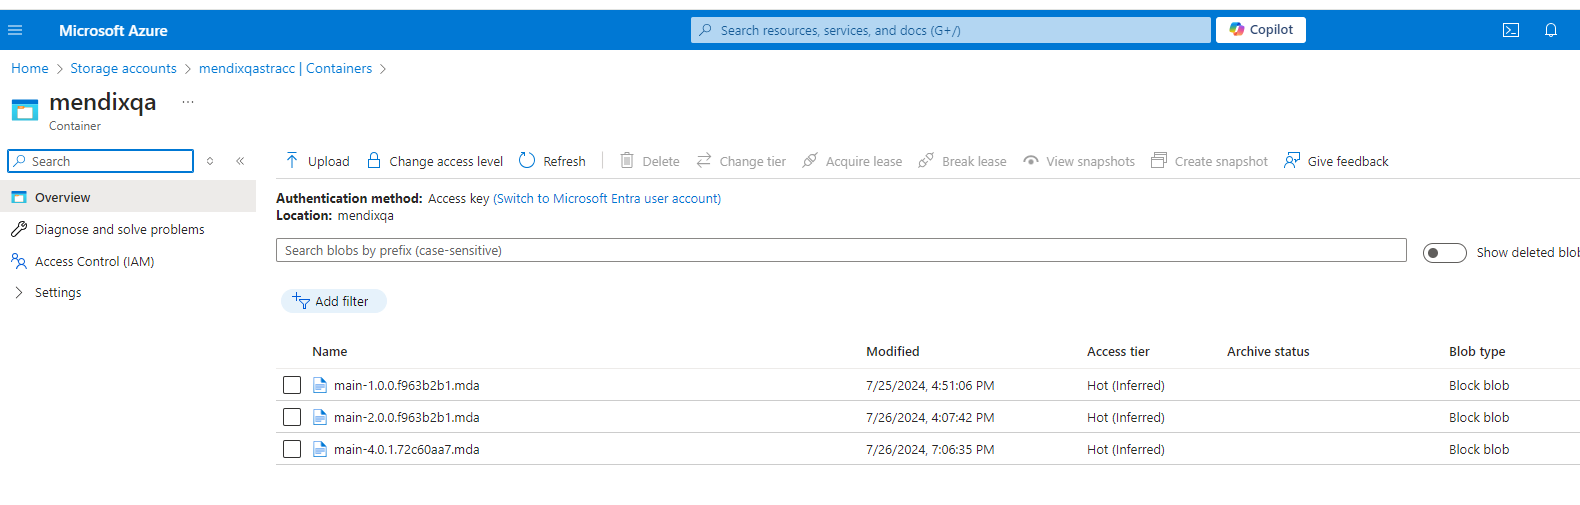 Microsoft Azure
Search resources, services, and docs (G+/)
Copilot
Home > Storage accounts > mendixqastracc | Containers >
mendixqa ...
Container
Search
Upload Change access level Refresh Delete Change tier Acquire lease Break lease View snapshots Create snapshot Give feedback
Overview
Diagnose and solve problems
Access Control (IAM)
Settings
Authentication method: Access key (Switch to Microsoft Entra user account)
Location: mendixqa
Search blobs by prefix (case-sensitive)
Show deleted blob
Add filter
Name Modified Access tier Archive status Blob type
main-1.0.0.f963b2b1.mda 7/25/2024, 4:51:06 PM Hot (Inferred) Block blob
main-2.0.0.f963b2b1.mda 7/26/2024, 4:07:42 PM Hot (Inferred) Block blob
main-4.0.1.72c60aa7.mda 7/26/2024, 7:06:35 PM Hot (Inferred) Block blob